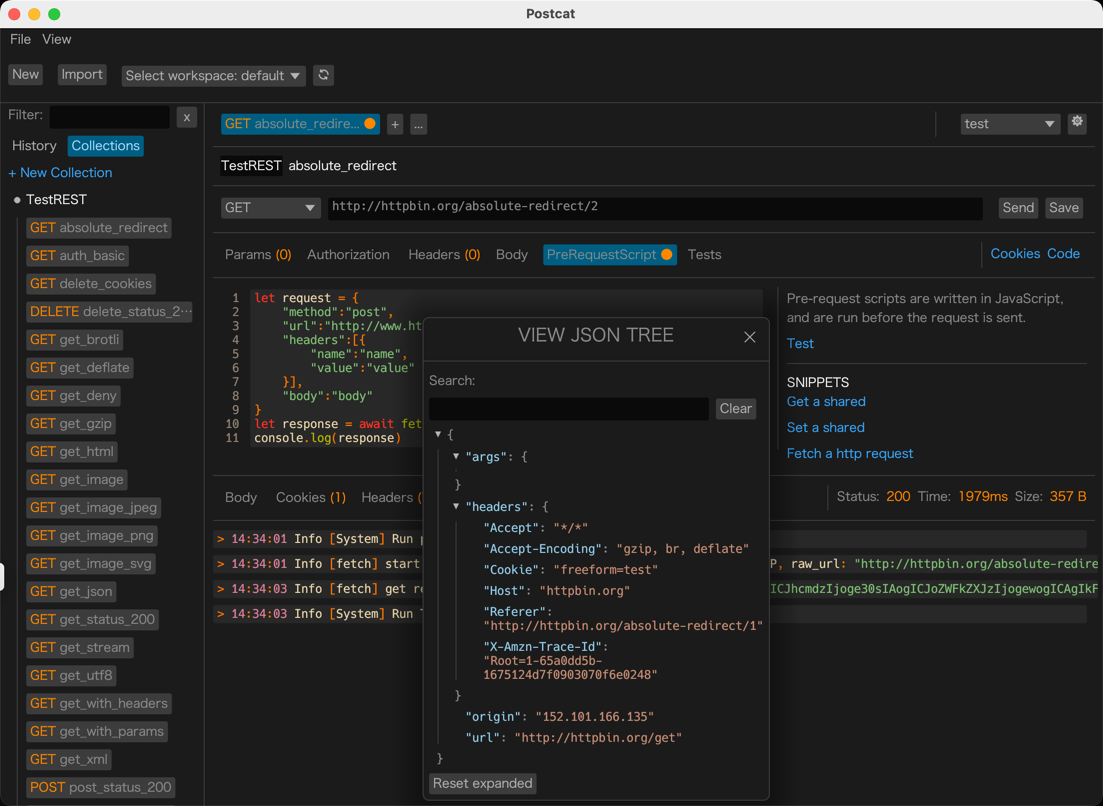 Postcat
File View
New Import Select workspace: default
Filter: x
History Collections
+ New Collection
TestREST
GET absolute_redirect
GET auth_basic
GET delete_cookies
DELETE delete_status_2···
GET get_brotli
GET get_deflate
GET get_deny
GET get_gzip
GET get_html
GET get_image
GET get_image_jpeg
GET get_image_png
GET get_image_svg
GET get_json
GET get_status_200
GET get_stream
GET get_utf8
GET get_with_headers
GET get_with_params
GET get_xml
POST post_status_200
GET absolute_redire... + ... test
TestREST absolute_redirect
GET http://httpbin.org/absolute-redirect/2 Send Save
Params (0) Authorization Headers (0) Body PreRequestScript Tests Cookies Code
1 let request = {
2 "method":"post",
3 "url":"http://www.ht
4 "headers":[{
5 "name":"name",
6 "value":"value"
7 }],
8 "body":"body"
9 }
10 let response = await fet
11 console.log(response)
Pre-request scripts are written in JavaScript,
and are run before the request is sent.
Test
SNIPPETS
Get a shared
Set a shared
Fetch a http request
Body Cookies (1) Headers ( Status: 200 Time: 1979ms Size: 357 B
> 14:34:01 Info [System] Run
> 14:34:01 Info [fetch] start P, raw_url: "http://httpbin.org/absolute-redire
> 14:34:03 Info [fetch] get re
> 14:34:03 Info [System] Run T
VIEW JSON TREE
Search:
Clear
{
"args": {
}
"headers": {
"Accept": "*/*"
"Accept-Encoding": "gzip, br, deflate"
"Cookie": "freeform=test"
"Host": "httpbin.org"
"Referer":
"http://httpbin.org/absolute-redirect/1"
"X-Amzn-Trace-Id":
"Root=1-65a0dd5b-
1675124d7f0903070f6e0248"
}
"origin": "152.101.166.135"
"url": "http://httpbin.org/get"
}
Reset expanded